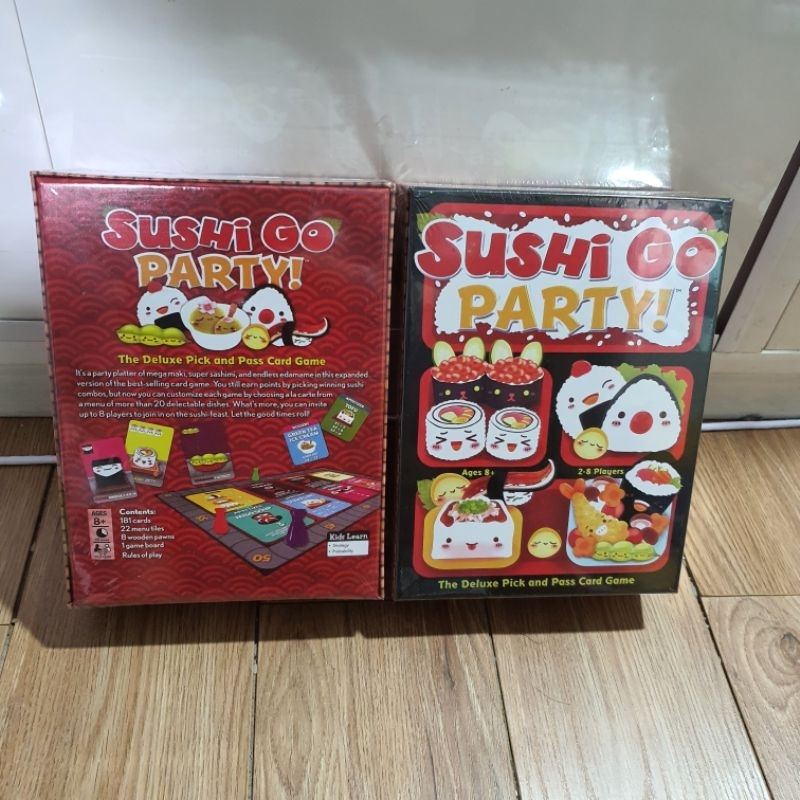 SUSHi GO
PARTY!
The Deluxe Pick and Pass Card Game
It's a party platter of mega maki, super sashimi, and endless edamame in this expanded
version of the best-selling card game. You still earn points by picking winning sushi
combos, but now you can customize each game by choosing a la carte from
a menu of more than 20 delectable dishes. What's more, you can invite
up to 8 players to join in on the sushi feast. Let the good times roll!
GREEN TEA
ICE CREAM
AGES
8+
Contents:
181 cards
22 menu tiles
8 wooden pawns
1 game board
Rules of play
50
Kids Learn
• Strategy
• Probability
SUSHi GO
PARTY!™
Ages 8+
2-8 Players
The Deluxe Pick and Pass Card Game